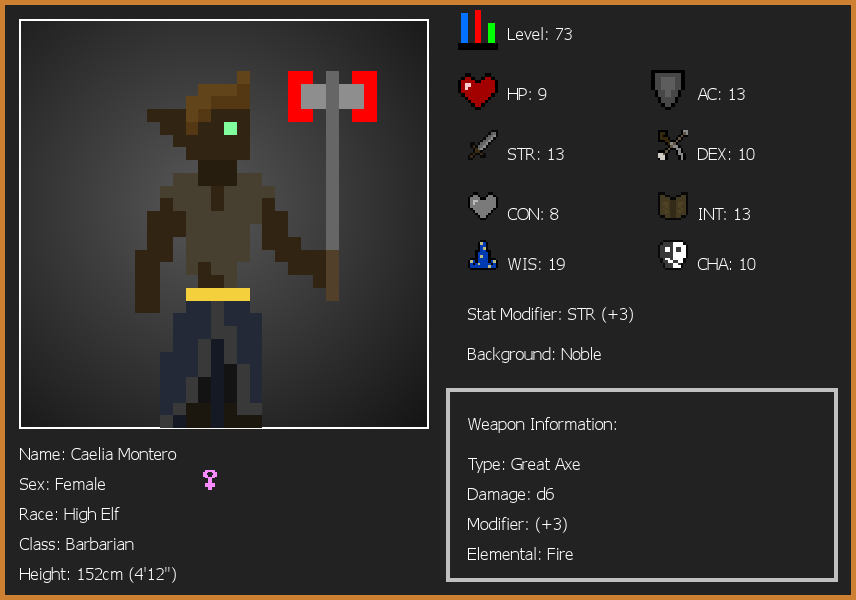 Level: 73
HP: 9
AC: 13
STR: 13
DEX: 10
CON: 8
INT: 13
WIS: 19
CHA: 10
Stat Modifier: STR (+3)
Background: Noble
Weapon Information:
Type: Great Axe
Damage: d6
Modifier: (+3)
Elemental: Fire
Name: Caelia Montero
Sex: Female
Race: High Elf
Class: Barbarian
Height: 152cm (4'12")